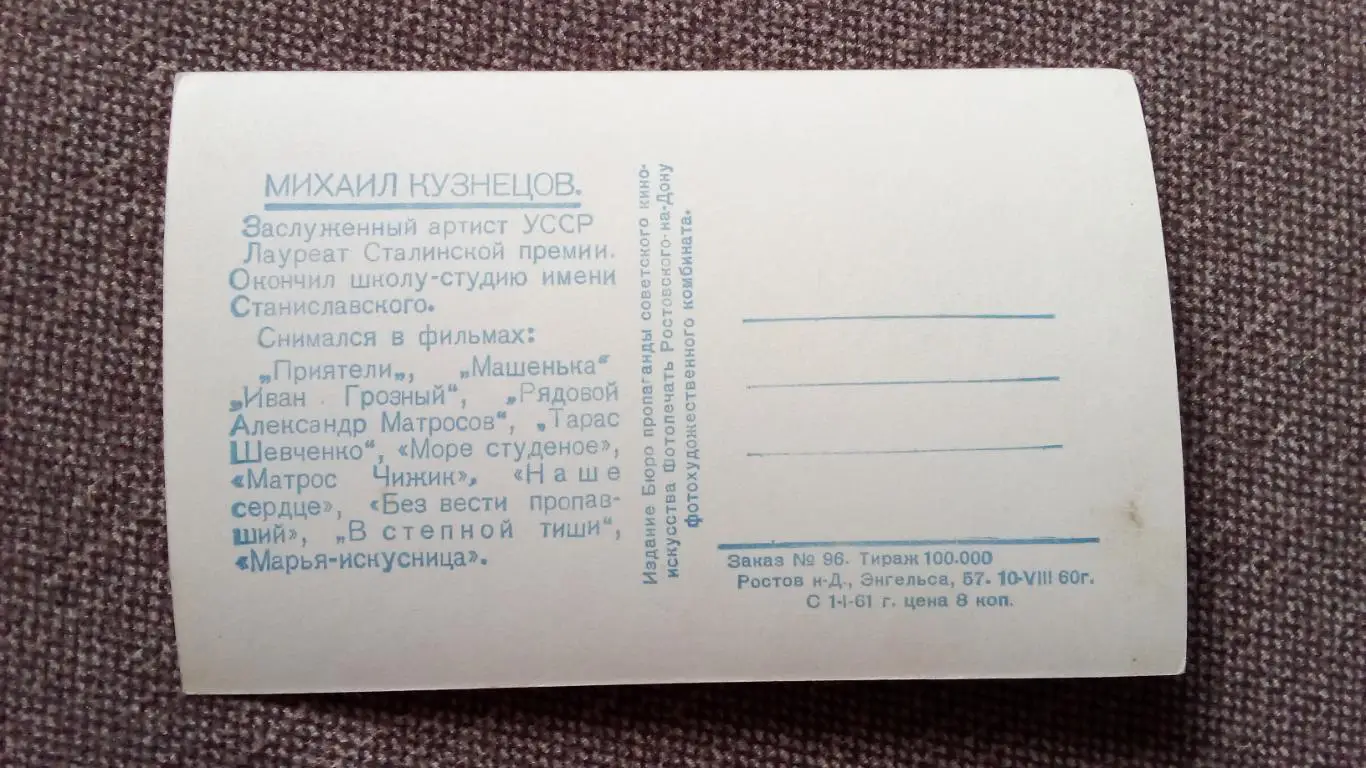 МИХАИЛ КУЗНЕЦОВ.
Заслуженный артист УССР
Лауреат Сталинской премии.
Окончил школу-студию имени
Станиславского.
Снимался в фильмах:
„Приятели„, „Машенька“
„Иван Грозный“, „Рядовой
Александр Матросов“, „Тарас
Шевченко“, «Море студеное»,
«Матрос Чижик», «Наше
сердце», «Без вести пропав-
ший», „В степной тиши“,
«Марья-искусница».
Издание Бюро пропаганды советского кино-
искусства Фотопечать Ростовского-на-Дону
фотохудожественного комбината.
Заказ № 96. Тираж 100.000
Ростов н-Д., Энгельса, 57. 10-VIII 60г.
С 1-I-61 г. цена 8 коп.